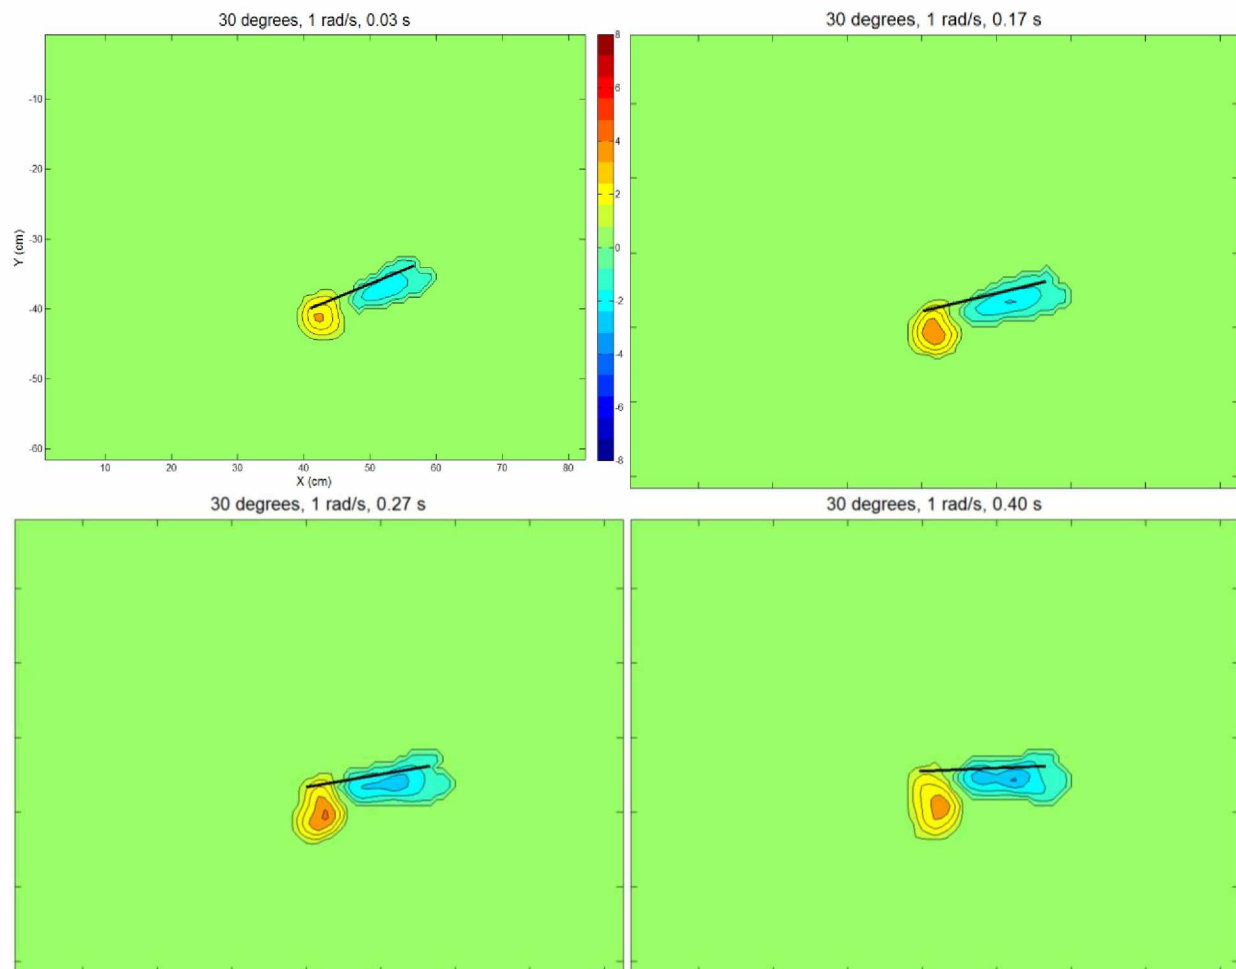 30 degrees, 1 rad/s, 0.03 s
30 degrees, 1 rad/s, 0.17 s
8
6
4
2
0
-2
-4
-6
-8
-10
-20
-30
-40
-50
-60
Y (cm)
10 20 30 40 50 60 70 80
X (cm)
30 degrees, 1 rad/s, 0.27 s
30 degrees, 1 rad/s, 0.40 s